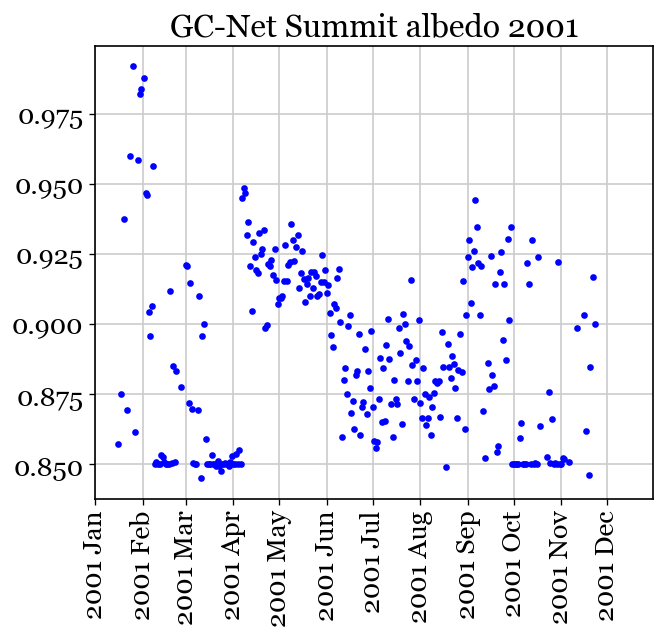 GC-Net Summit albedo 2001
0.975
0.950
0.925
0.900
0.875
0.850
2001 Jan
2001 Feb
2001 Mar
2001 Apr
2001 May
2001 Jun
2001 Jul
2001 Aug
2001 Sep
2001 Oct
2001 Nov
2001 Dec